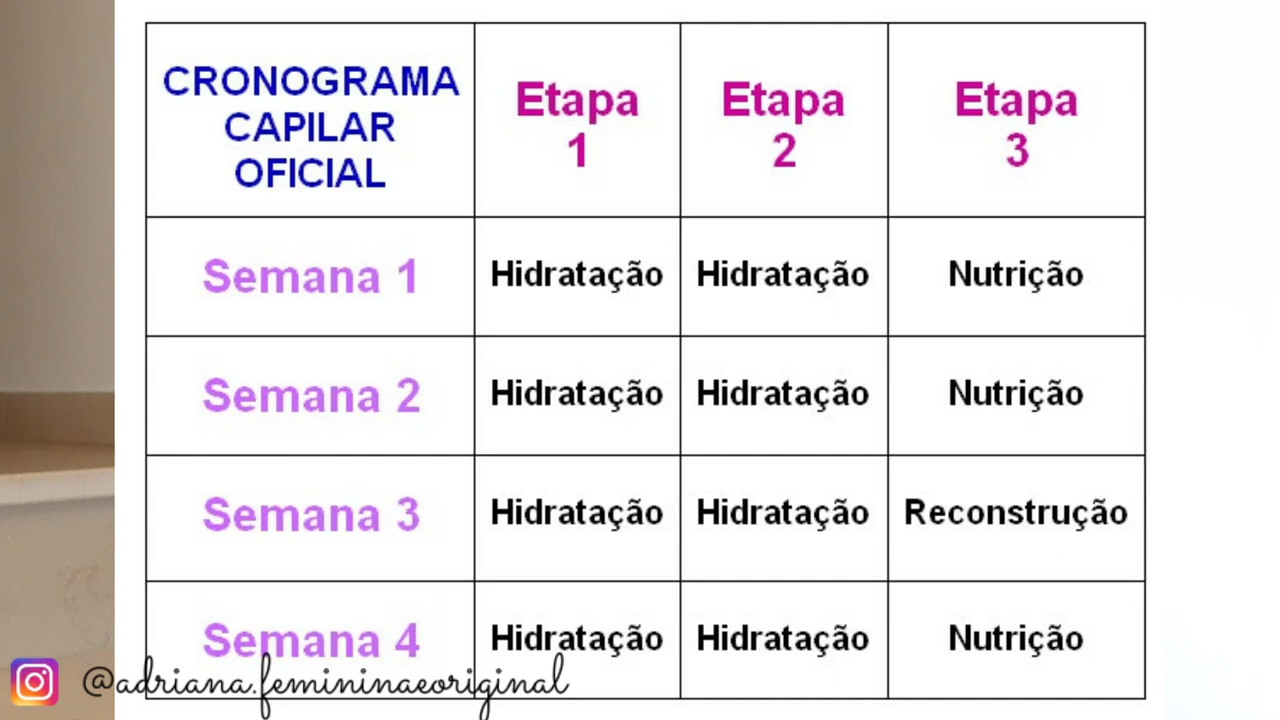 CRONOGRAMA
CAPILAR
OFICIAL
Etapa
1
Etapa
2
Etapa
3
Semana 1
Hidratação
Hidratação
Nutrição
Semana 2
Hidratação
Hidratação
Nutrição
Semana 3
Hidratação
Hidratação
Reconstrução
Semana 4
Hidratação
Hidratação
Nutrição
@adriana.femininaeoriginal